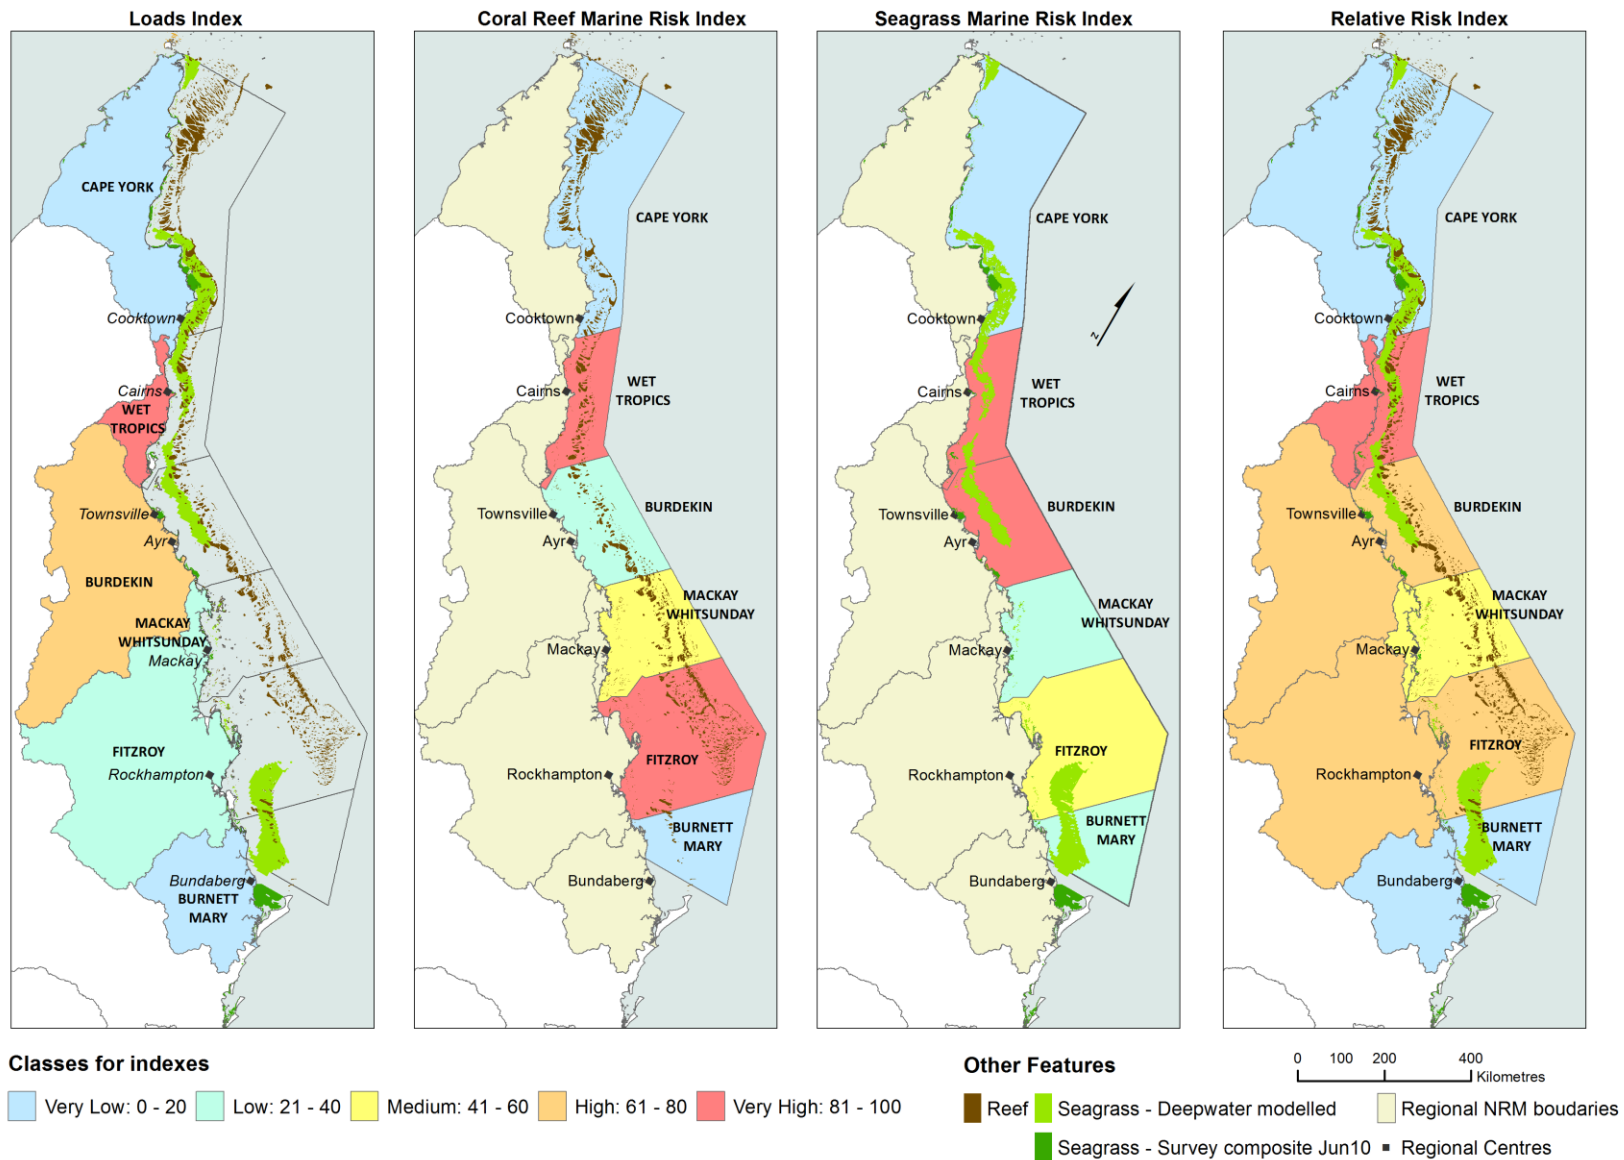 Loads Index
CAPE YORK
Cooktown
Cairns
WET
TROPICS
Townsville
Ayr
BURDEKIN
MACKAY
WHITSUNDAY
Mackay
FITZROY
Rockhampton
Bundaberg
BURNETT
MARY
Coral Reef Marine Risk Index
CAPE YORK
Cooktown
WET
TROPICS
Cairns
BURDEKIN
Townsville
Ayr
MACKAY
WHITSUNDAY
Mackay
FITZROY
Rockhampton
BURNETT
MARY
Bundaberg
Seagrass Marine Risk Index
CAPE YORK
N
Cooktown
WET
TROPICS
Cairns
BURDEKIN
Townsville
Ayr
MACKAY
WHITSUNDAY
Mackay
FITZROY
Rockhampton
BURNETT
MARY
Bundaberg
Relative Risk Index
CAPE YORK
Cooktown
WET
TROPICS
Cairns
BURDEKIN
Townsville
Ayr
MACKAY
WHITSUNDAY
Mackay
FITZROY
Rockhampton
BURNETT
MARY
Bundaberg
Classes for indexes
Very Low: 0 - 20
Low: 21 - 40
Medium: 41 - 60
High: 61 - 80
Very High: 81 - 100
Other Features
Reef
Seagrass - Deepwater modelled
Regional NRM boudaries
Seagrass - Survey composite Jun10
Regional Centres
0 100 200 400
Kilometres